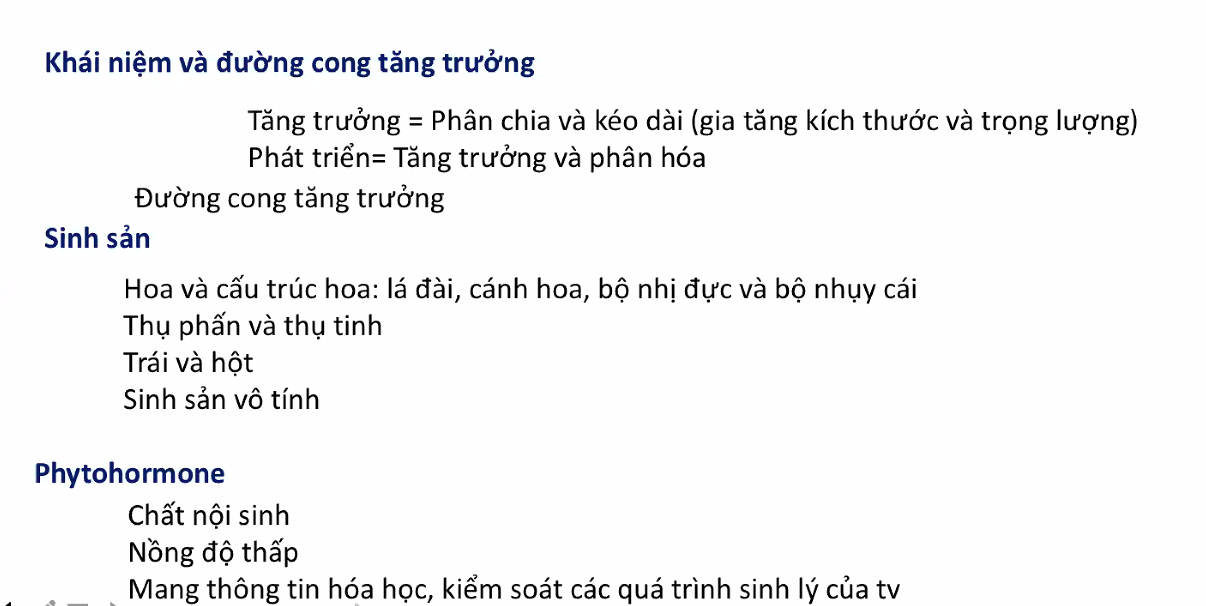 Khái niệm và đường cong tăng trưởng
Tăng trưởng = Phân chia và kéo dài (gia tăng kích thước và trọng lượng)
Phát triển= Tăng trưởng và phân hóa
Đường cong tăng trưởng
Sinh sản
Hoa và cấu trúc hoa: lá đài, cánh hoa, bộ nhị đực và bộ nhụy cái
Thụ phấn và thụ tinh
Trái và hột
Sinh sản vô tính
Phytohormone
Chất nội sinh
Nồng độ thấp
Mang thông tin hóa học, kiểm soát các quá trình sinh lý của tv